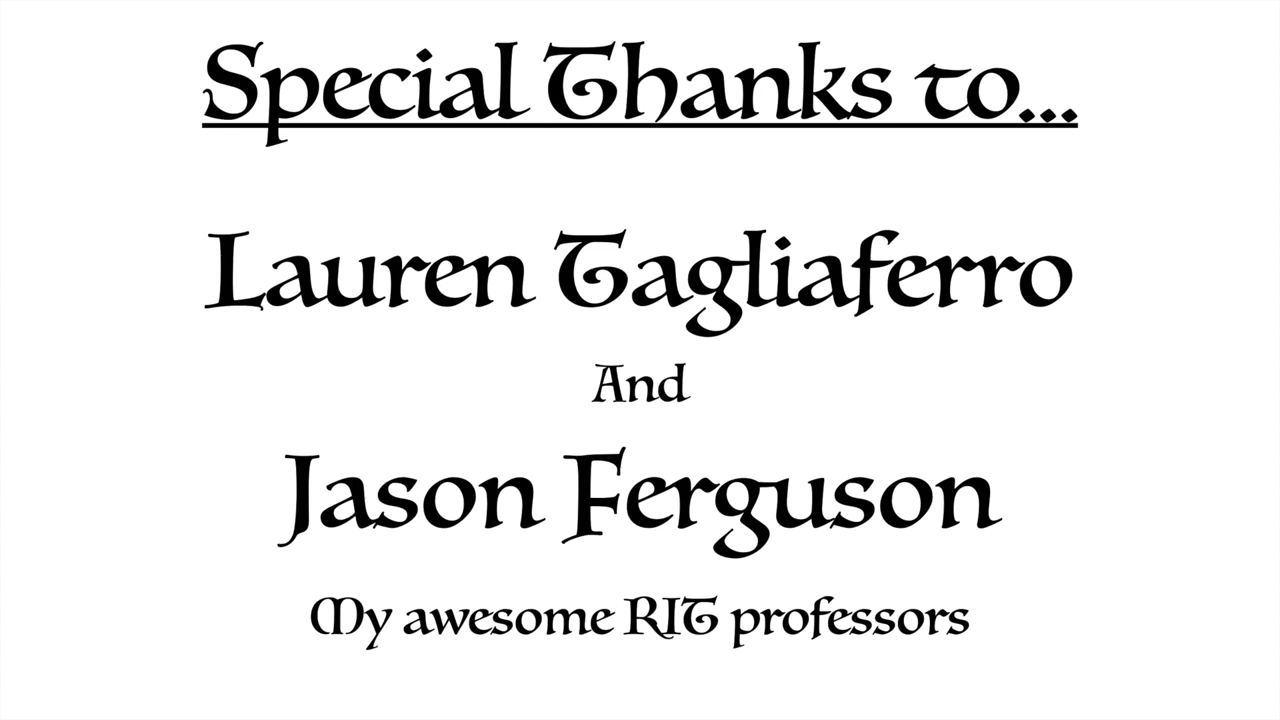 Special Thanks to...
Lauren Tagliaferro
And
Jason Ferguson
My awesome RIT professors